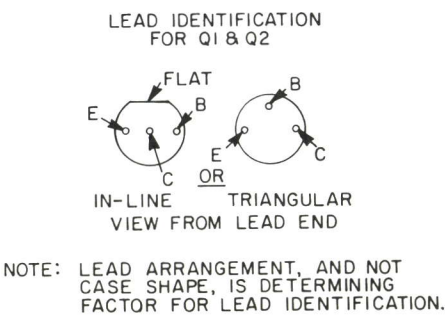 LEAD IDENTIFICATION
FOR Q1 & Q2
FLAT
E B
B
C
E
C
OR
IN-LINE TRIANGULAR
VIEW FROM LEAD END
NOTE: LEAD ARRANGEMENT, AND NOT
CASE SHAPE, IS DETERMINING
FACTOR FOR LEAD IDENTIFICATION.